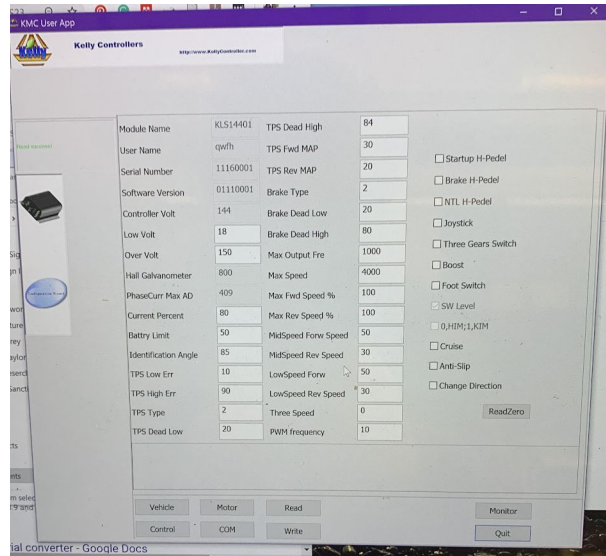 KMC User App
Kelly Controllers
http://www.KellyController.com
Read success!
Module Name KLS14401 TPS Dead High 84
User Name qwfh TPS Fwd MAP 30
Serial Number 11160001 TPS Rev MAP 20
Software Version 01110001 Brake Type 2
Controller Volt 144 Brake Dead Low 20
Low Volt 18 Brake Dead High 80
Over Volt 150 Max Output Fre 1000
Hall Galvanometer 800 Max Speed 4000
PhaseCurr Max AD 409 Max Fwd Speed % 100
Current Percent 80 Max Rev Speed % 100
Battry Limit 50 MidSpeed Forw Speed 50
Identification Angle 85 MidSpeed Rev Speed 30
TPS Low Err 10 LowSpeed Forw 50
TPS High Err 90 LowSpeed Rev Speed 30
TPS Type 2 Three Speed 0
TPS Dead Low 20 PWM frequency 10
Startup H-Pedel
Brake H-Pedel
NTL H-Pedel
Joystick
Three Gears Switch
Boost
Foot Switch
SW Level
0,HIM;1,KIM
Cruise
Anti-Slip
Change Direction
ReadZero
Vehicle Motor Read Monitor
Control COM Write Quit
ial converter - Google Docs